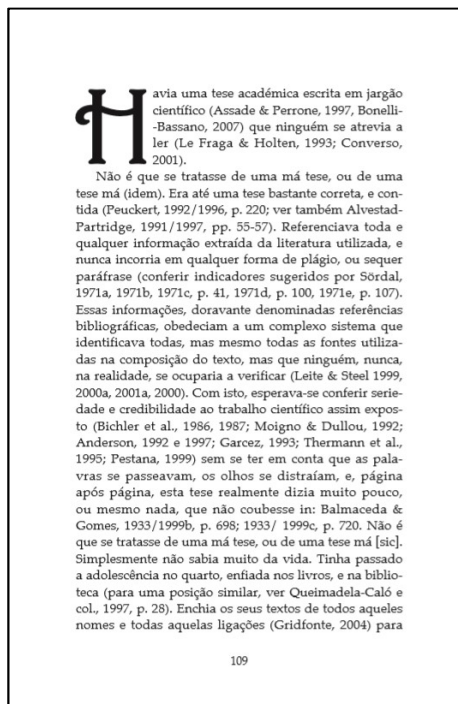 Havia uma tese académica escrita em jargão
científico (Assade & Perrone, 1997, Bonelli-
-Bassano, 2007) que ninguém se atrevia a
ler (Le Fraga & Holten, 1993; Converso,
2001).
Não é que se tratasse de uma má tese, ou de uma
tese má (idem). Era até uma tese bastante correta, e con-
tida (Peuckert, 1992/1996, p. 220; ver também Alvestad-
Partridge, 1991/1997, pp. 55-57). Referenciava toda e
qualquer informação extraída da literatura utilizada, e
nunca incorria em qualquer forma de plágio, ou sequer
paráfrase (conferir indicadores sugeridos por Sördal,
1971a, 1971b, 1971c, p. 41, 1971d, p. 100, 1971e, p. 107).
Essas informações, doravante denominadas referências
bibliográficas, obedeciam a um complexo sistema que
identificava todas, mas mesmo todas as fontes utiliza-
das na composição do texto, mas que ninguém, nunca,
na realidade, se ocuparia a verificar (Leite & Steel 1999,
2000a, 2001a, 2000). Com isto, esperava-se conferir serie-
dade e credibilidade ao trabalho científico assim expos-
to (Bichler et al., 1986, 1987; Moigno & Dullou, 1992;
Anderson, 1992 e 1997; Garcez, 1993; Thermann et al.,
1995; Pestana, 1999) sem se ter em conta que as pala-
vras se passeavam, os olhos se distraíam, e, página
após página, esta tese realmente dizia muito pouco,
ou mesmo nada, que não coubesse in: Balmaceda &
Gomes, 1933/1999b, p. 698; 1933/ 1999c, p. 720. Não é
que se tratasse de uma má tese, ou de uma tese má [sic].
Simplesmente não sabia muito da vida. Tinha passado
a adolescência no quarto, enfiada nos livros, e na biblio-
teca (para uma posição similar, ver Queimadela-Caló e
col., 1997, p. 28). Enchia os seus textos de todos aqueles
nomes e todas aquelas ligações (Gridfonte, 2004) para
109